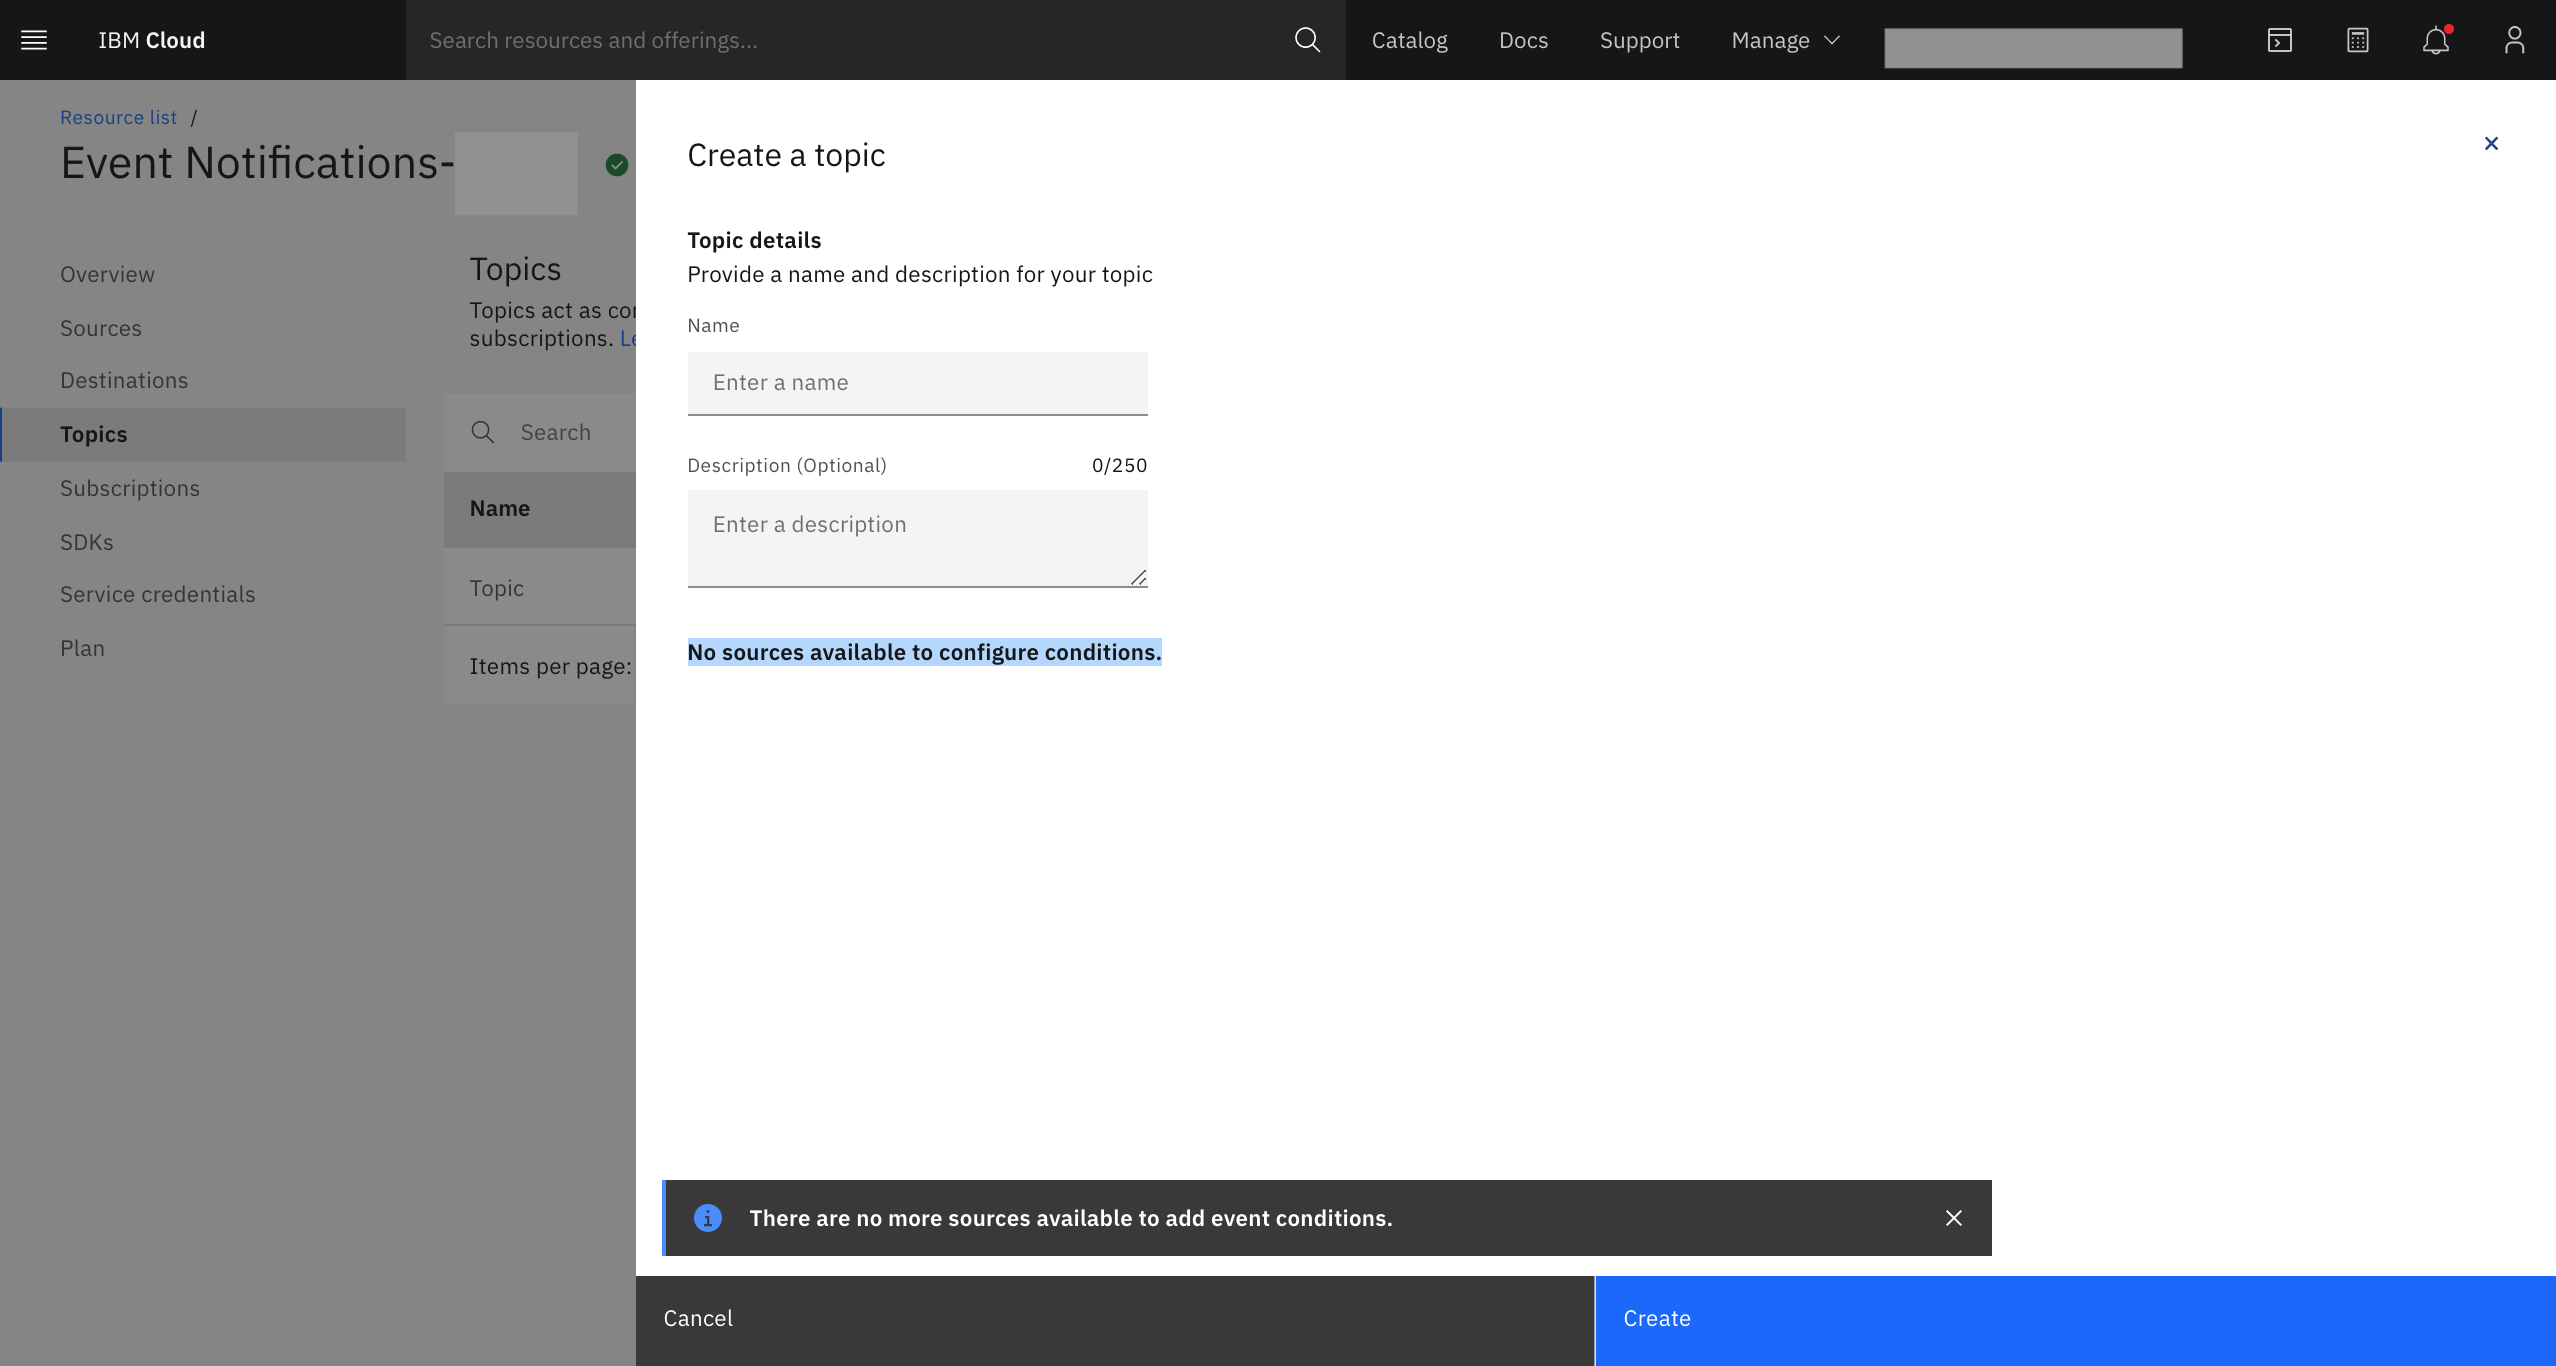 IBM Cloud
Search resources and offerings...
Catalog
Docs
Support
Manage
Resource list /
Event Notifications-
Overview
Sources
Destinations
Topics
Subscriptions
SDKs
Service credentials
Plan
Topics
Topics act as co
subscriptions. Le
Search
Name
Topic
Items per page:
Create a topic
Topic details
Provide a name and description for your topic
Name
Enter a name
Description (Optional) 0/250
Enter a description
No sources available to configure conditions.
There are no more sources available to add event conditions.
Cancel
Create